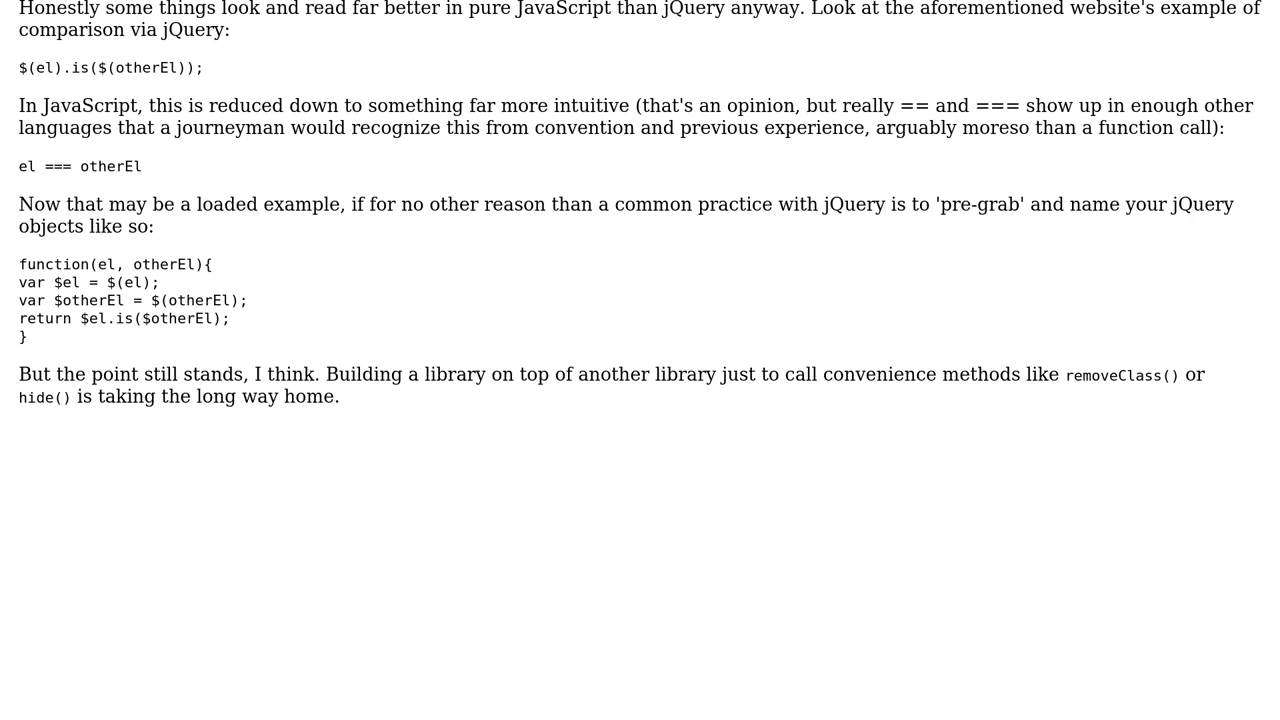 Honestly some things look and read far better in pure JavaScript than jQuery anyway. Look at the aforementioned website's example of
comparison via jQuery:
$(el).is($(otherEl));
In JavaScript, this is reduced down to something far more intuitive (that's an opinion, but really == and === show up in enough other
languages that a journeyman would recognize this from convention and previous experience, arguably moreso than a function call):
el === otherEl
Now that may be a loaded example, if for no other reason than a common practice with jQuery is to 'pre-grab' and name your jQuery
objects like so:
function(el, otherEl){
var $el = $(el);
var $otherEl = $(otherEl);
return $el.is($otherEl);
}
But the point still stands, I think. Building a library on top of another library just to call convenience methods like removeClass() or
hide() is taking the long way home.